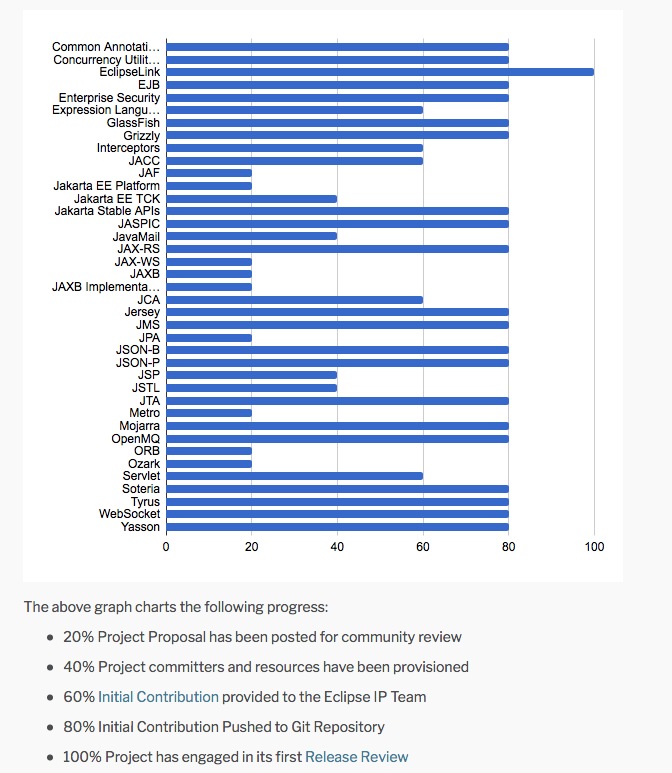 Common Annotati...
Concurrency Utilit...
EclipseLink
EJB
Enterprise Security
Expression Langu...
GlassFish
Grizzly
Interceptors
JACC
JAF
Jakarta EE Platform
Jakarta EE TCK
Jakarta Stable APIs
JASPIC
JavaMail
JAX-RS
JAX-WS
JAXB
JAXB Implementa...
JCA
Jersey
JMS
JPA
JSON-B
JSON-P
JSP
JSTL
JTA
Metro
Mojarra
OpenMQ
ORB
Ozark
Servlet
Soteria
Tyrus
WebSocket
Yasson
0 20 40 60 80 100
The above graph charts the following progress:
• 20% Project Proposal has been posted for community review
• 40% Project committers and resources have been provisioned
• 60% Initial Contribution provided to the Eclipse IP Team
• 80% Initial Contribution Pushed to Git Repository
• 100% Project has engaged in its first Release Review